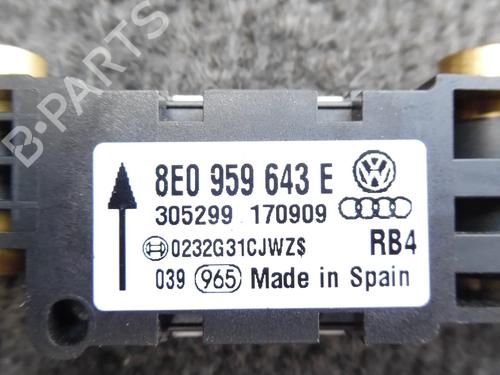 B-PARTS
8E0 959 643 E
305299 170909
0232G31CJWZ$ RB4
039 965 Made in Spain